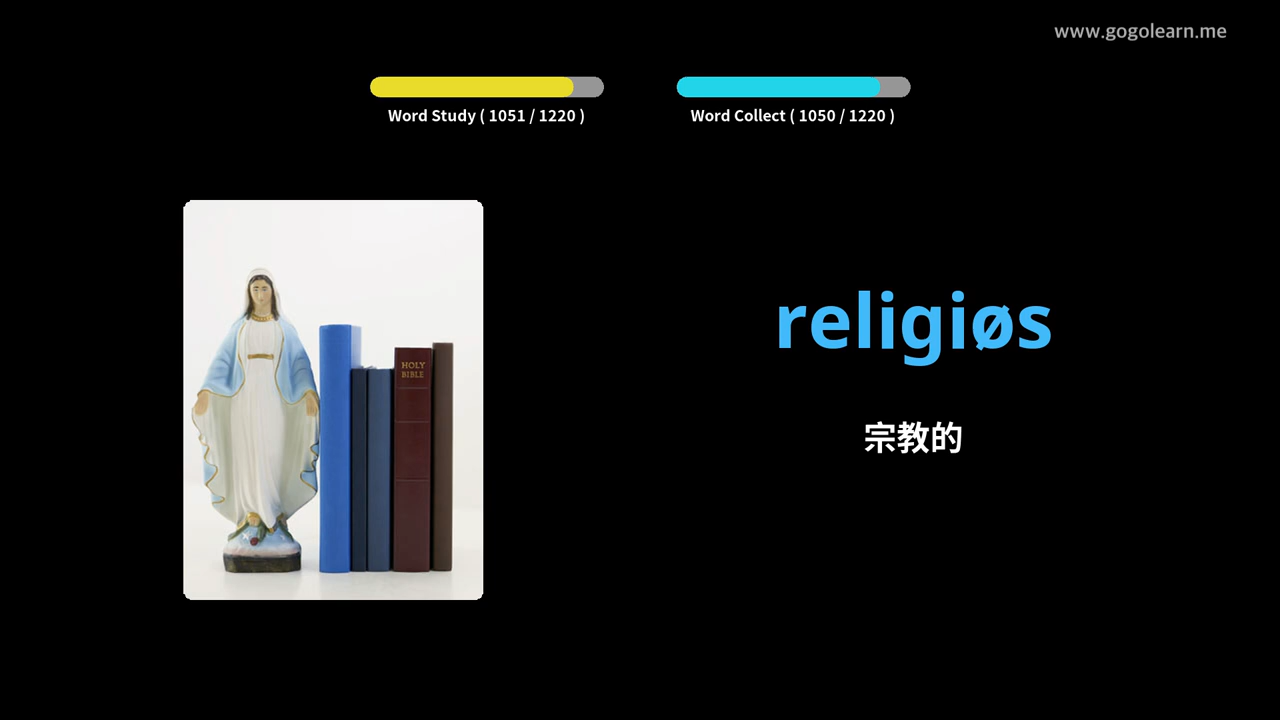 www.gogolearn.me
Word Study ( 1051 / 1220 )
Word Collect ( 1050 / 1220 )
HOLY
BIBLE
religiøs
宗教的